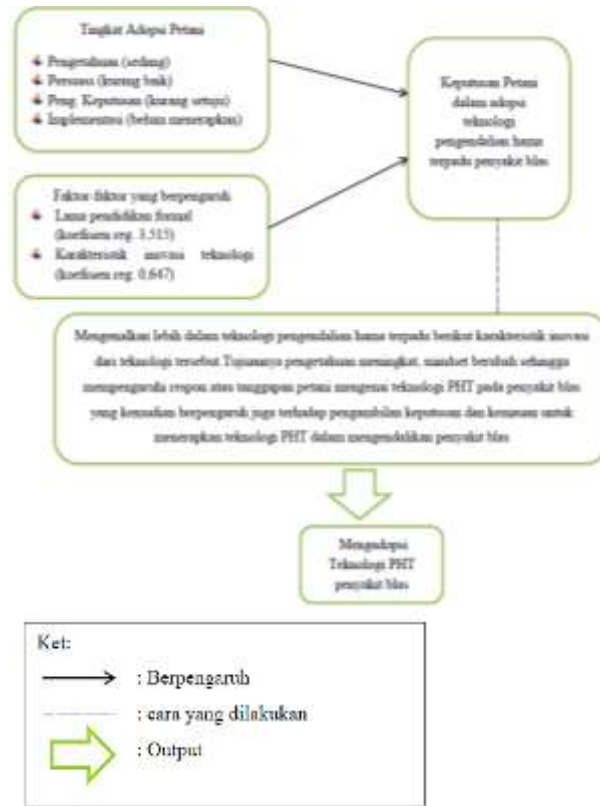 Tingkat Adopsi Petani
Pengetahuan (sedang)
Persuasi (kurang baik)
Peng. Keputusan (kurang setuju)
Implementasi (belum menerapkan)
Keputusan Petani
dalam adopsi
teknologi
pengendalian hama
terpadu penyakit blas
Faktor-faktor yang berpengaruh
Lama pendidikan formal
(koefisien reg. 3,515)
Karakteristik inovasi teknologi
(koefisien reg. 0,647)
Mengenalkan lebih dalam teknologi pengendalian hama terpadu berikut karakteristik inovasi
dari teknologi tersebut. Tujuannya pengetahuan meningkat, mindset berubah sehingga
mempengaruhi respon atau tanggapan petani mengenai teknologi PHT pada penyakit blas
yang kemudian berpengaruh juga terhadap pengambilan keputusan dan kemauan untuk
menerapkan teknologi PHT dalam mengendalikan penyakit blas
Mengadopsi
Teknologi PHT
penyakit blas
Ket:
: Berpengaruh
: cara yang dilakukan
: Output